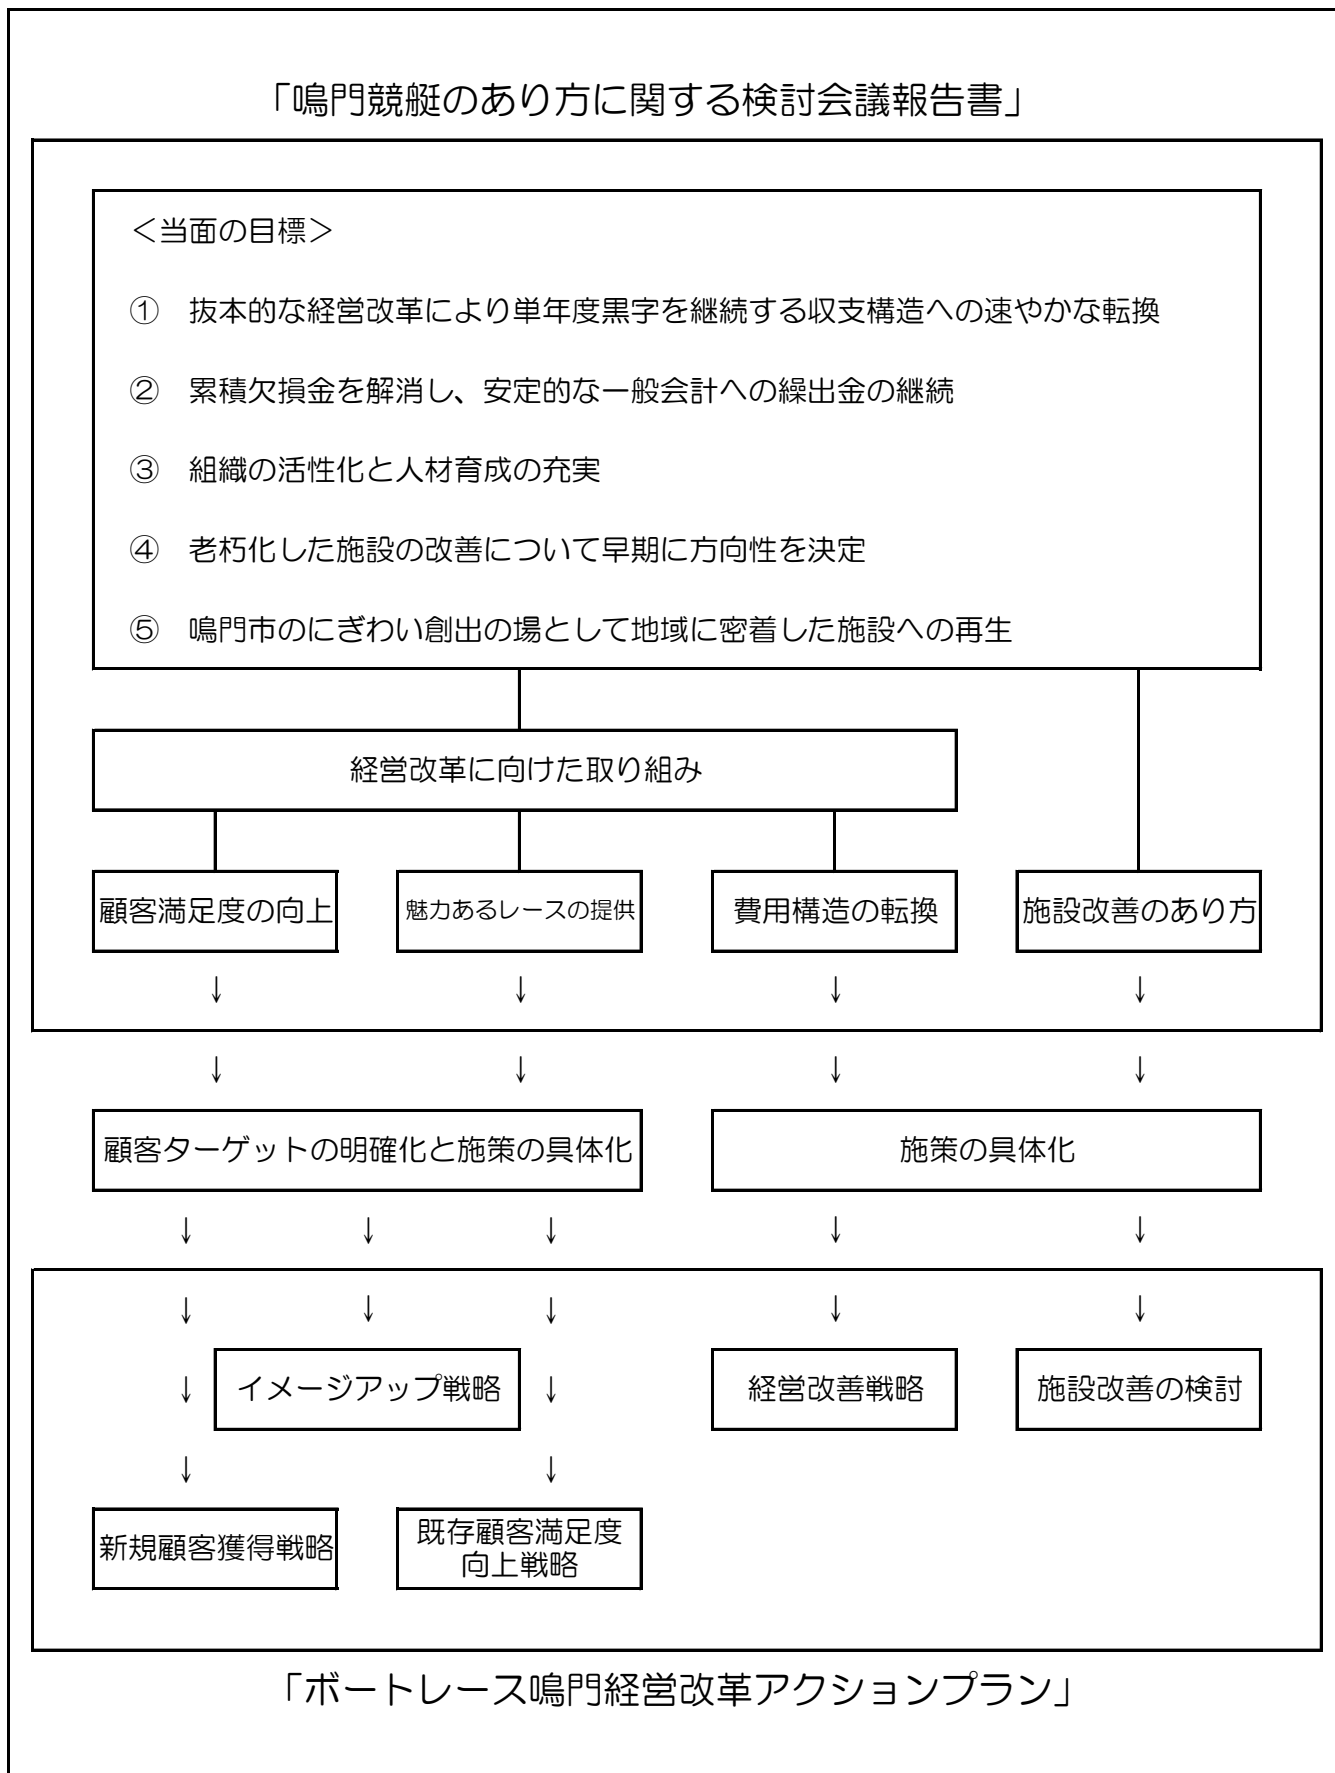 「鳴門競艇のあり方に関する検討会議報告書」
＜当面の目標＞
①　抜本的な経営改革により単年度黒字を継続する収支構造への速やかな転換
②　累積欠損金を解消し、安定的な一般会計への繰出金の継続
③　組織の活性化と人材育成の充実
④　老朽化した施設の改善について早期に方向性を決定
⑤　鳴門市のにぎわい創出の場として地域に密着した施設への再生
経営改革に向けた取り組み
顧客満足度の向上
魅力あるレースの提供
費用構造の転換
施設改善のあり方
↓ ↓ ↓ ↓
↓ ↓ ↓ ↓
顧客ターゲットの明確化と施策の具体化
施策の具体化
↓ ↓ ↓ ↓ ↓
↓ ↓ ↓ ↓ ↓
↓ イメージアップ戦略 ↓
経営改善戦略
施設改善の検討
↓ ↓
新規顧客獲得戦略
既存顧客満足度
向上戦略
「ボートレース鳴門経営改革アクションプラン」